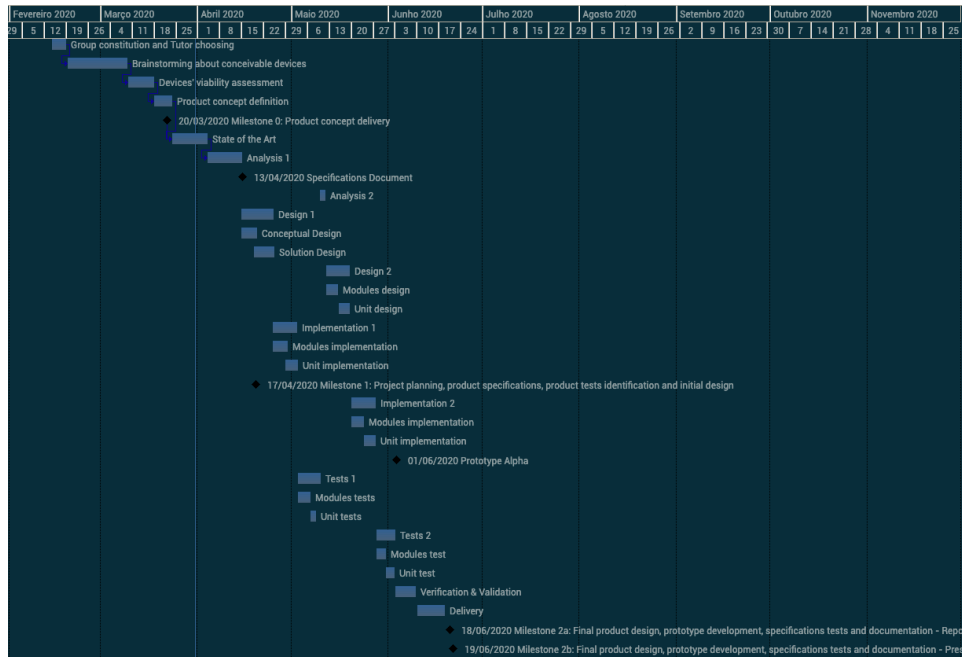 Fevereiro 2020 Março 2020 Abril 2020 Maio 2020 Junho 2020 Julho 2020 Agosto 2020 Setembro 2020 Outubro 2020 Novembro 2020
29 5 12 19 26 4 11 18 25 1 8 15 22 29 6 13 20 27 3 10 17 24 1 8 15 22 29 5 12 19 26 2 9 16 23 30 7 14 21 28 4 11 18 25
Group constitution and Tutor choosing
Brainstorming about conceivable devices
Devices' viability assessment
Product concept definition
20/03/2020 Milestone 0: Product concept delivery
State of the Art
Analysis 1
13/04/2020 Specifications Document
Analysis 2
Design 1
Conceptual Design
Solution Design
Design 2
Modules design
Unit design
Implementation 1
Modules implementation
Unit implementation
17/04/2020 Milestone 1: Project planning, product specifications, product tests identification and initial design
Implementation 2
Modules implementation
Unit implementation
01/06/2020 Prototype Alpha
Tests 1
Modules tests
Unit tests
Tests 2
Modules test
Unit test
Verification & Validation
Delivery
18/06/2020 Milestone 2a: Final product design, prototype development, specifications tests and documentation - Repo
19/06/2020 Milestone 2b: Final product design, prototype development, specifications tests and documentation - Pres